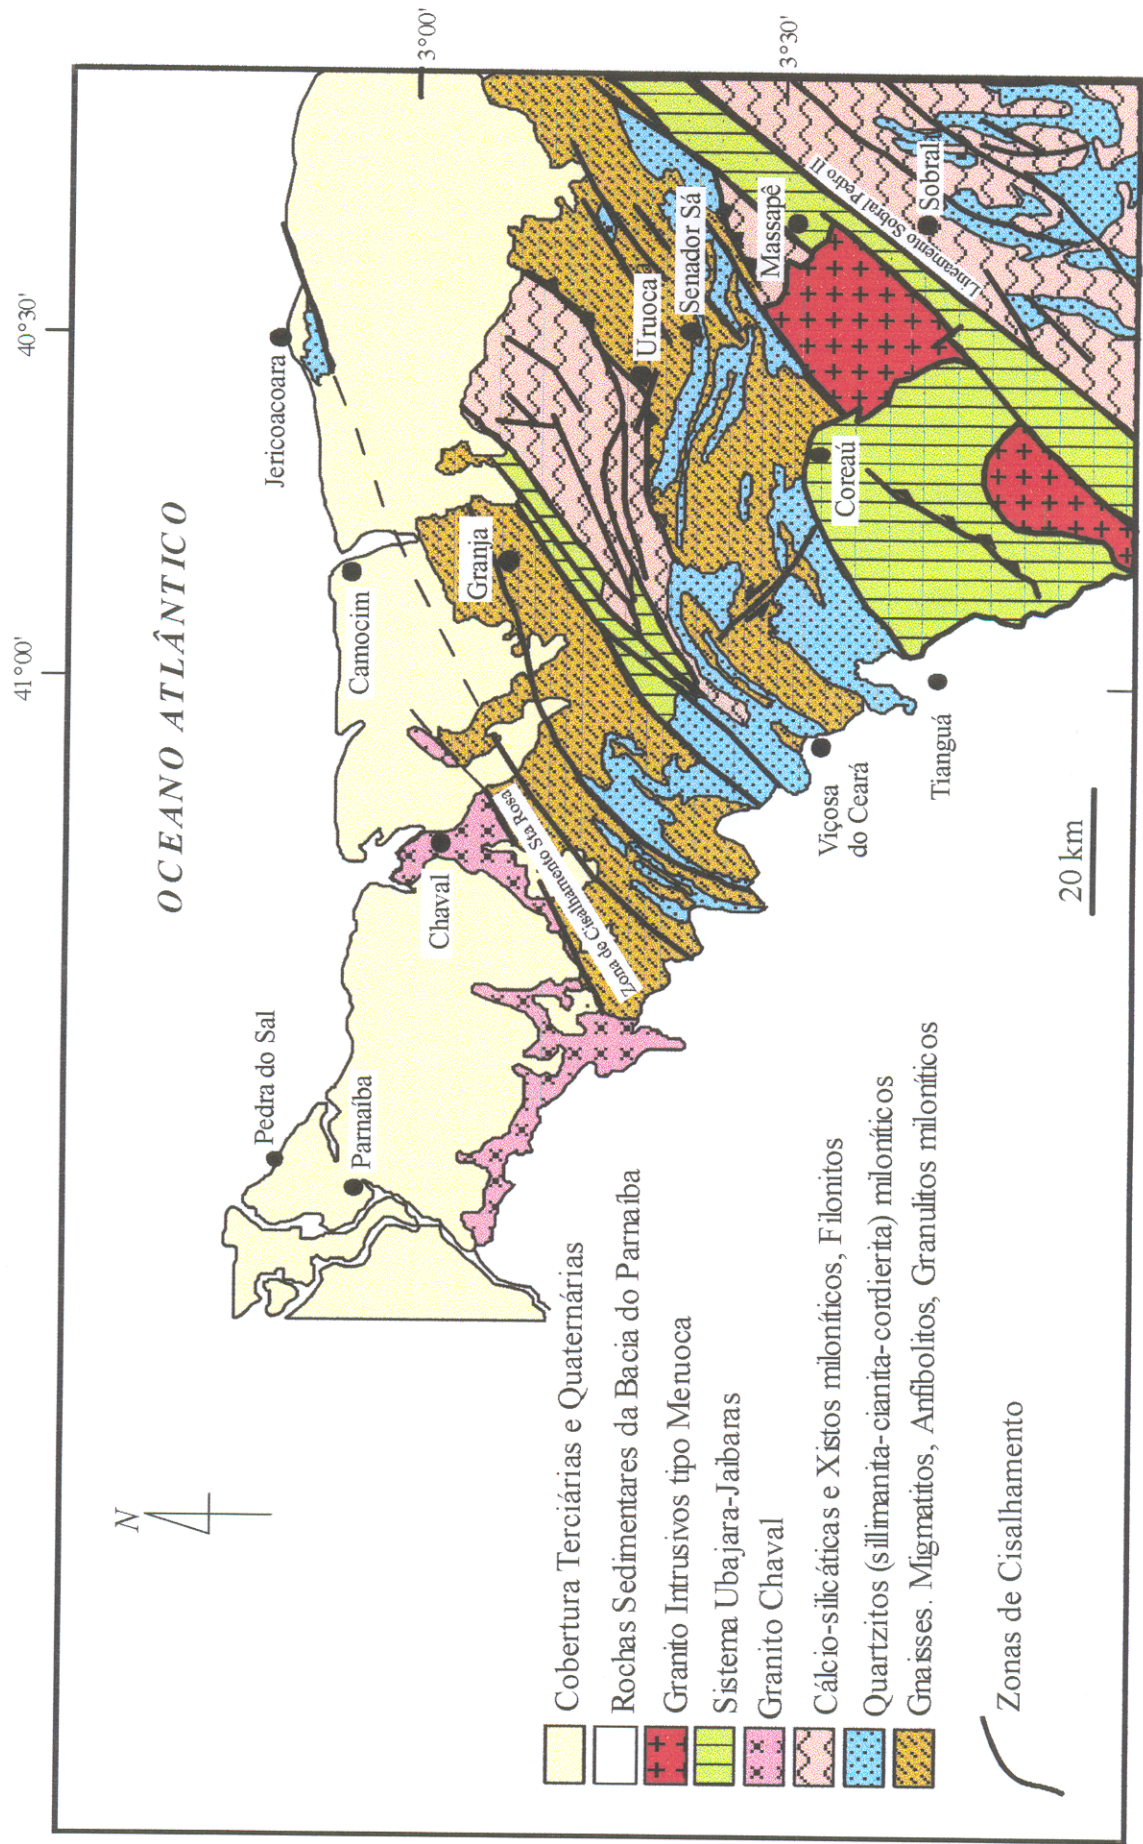 41°00'
40°30'
3°00'
3°30'
OCEANO ATLÂNTICO
N
Pedra do Sal
Parnaíba
Chaval
Camocim
Jericoacoara
Granja
Uruoca
Senador Sá
Massapê
Sobral
Coreaú
Tianguá
Viçosa
do Ceará
Zona de Cisalhamento Sta Rosa
Lineamento Sobral Pedro II
20 km
Cobertura Terciárias e Quaternárias
Rochas Sedimentares da Bacia do Parnaíba
Granito Intrusivos tipo Meruoca
Sistema Ubajara-Jaibaras
Granito Chaval
Cálcio-silicáticas e Xistos miloníticos, Filonitos
Quartzitos (sillimanita-cianita-cordierita) miloníticos
Gnaisses. Migmatitos, Anfibolitos, Granulitos miloníticos
Zonas de Cisalhamento